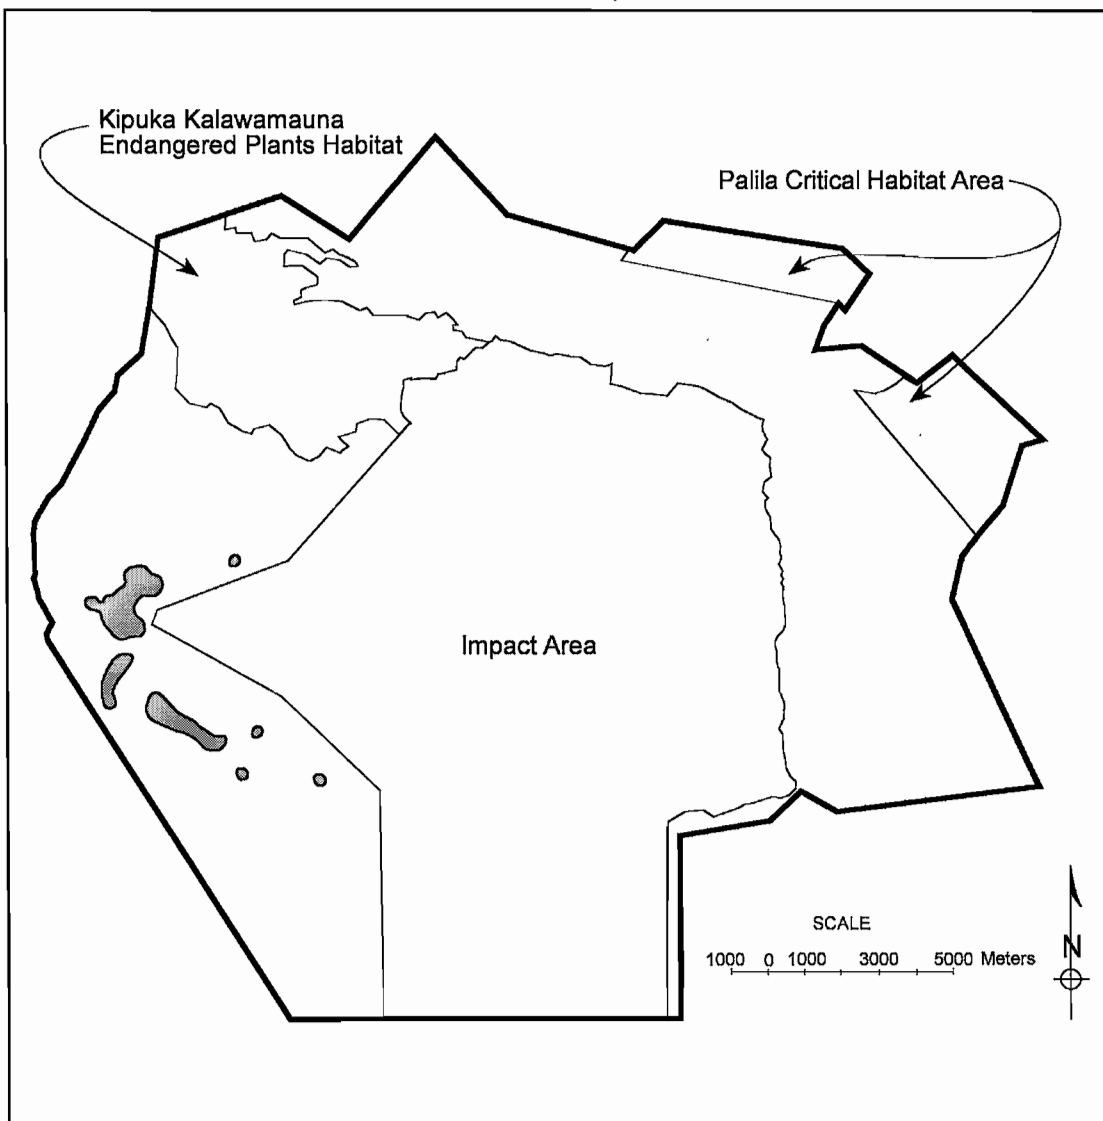 Kipuka Kalawamauna
Endangered Plants Habitat
Palila Critical Habitat Area
Impact Area
SCALE
1000 0 1000 3000 5000 Meters
N